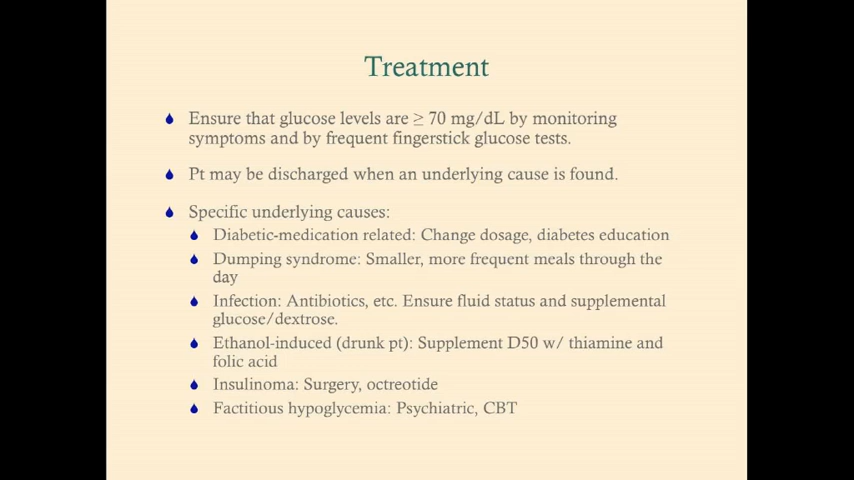 Treatment
Ensure that glucose levels are ≥ 70 mg/dL by monitoring
symptoms and by frequent fingerstick glucose tests.
Pt may be discharged when an underlying cause is found.
Specific underlying causes:
Diabetic-medication related: Change dosage, diabetes education
Dumping syndrome: Smaller, more frequent meals through the
day
Infection: Antibiotics, etc. Ensure fluid status and supplemental
glucose/dextrose.
Ethanol-induced (drunk pt): Supplement D50 w/ thiamine and
folic acid
Insulinoma: Surgery, octreotide
Factitious hypoglycemia: Psychiatric, CBT